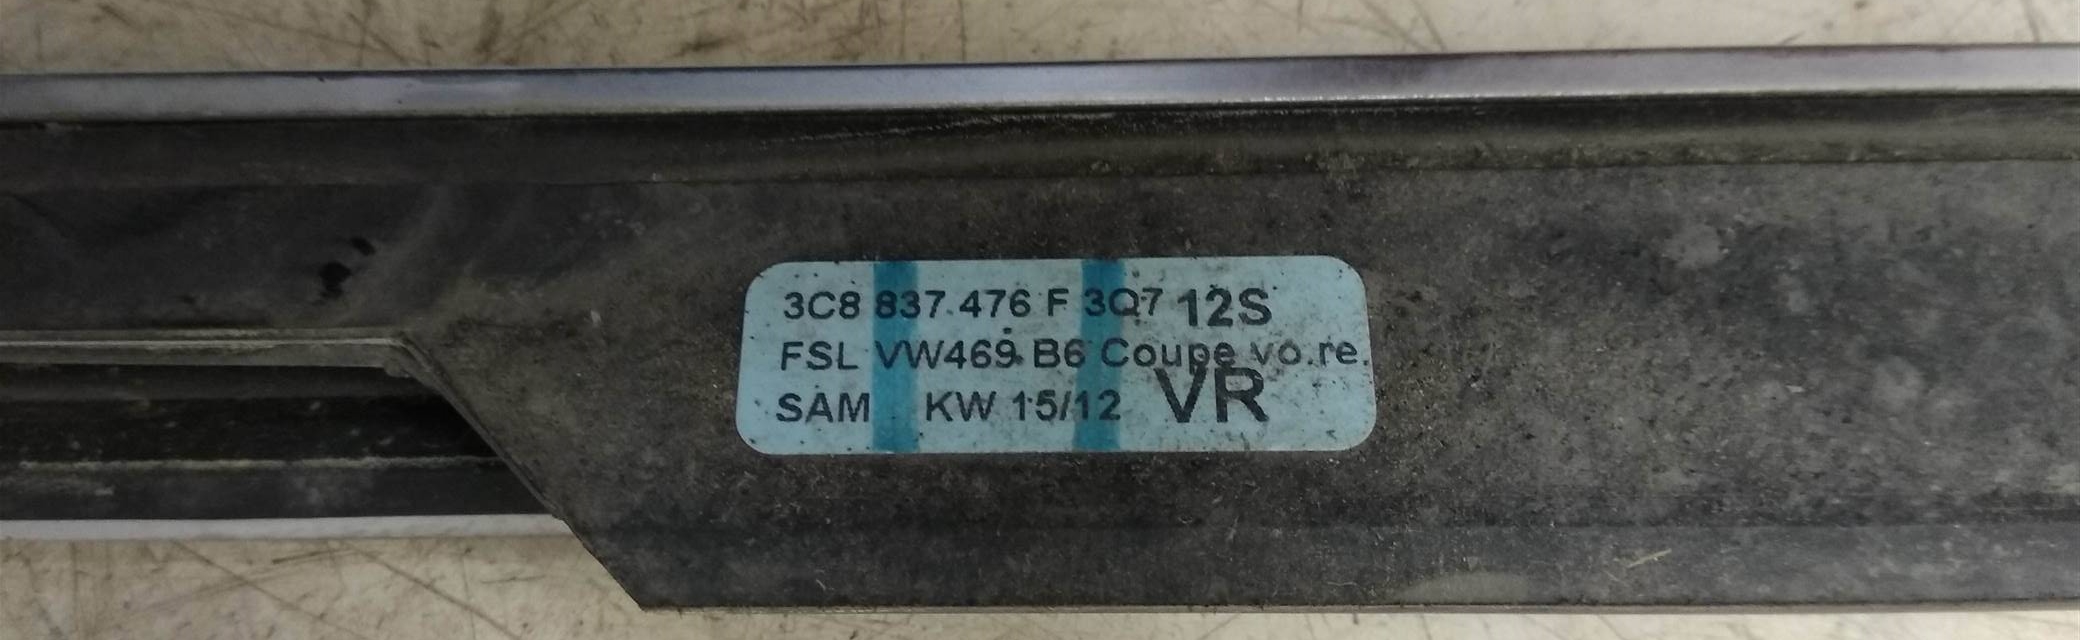 3C8 837 476 F 3Q7 12S
FSL VW469 B6 Coupe vo.re.
SAM KW 15/12 VR